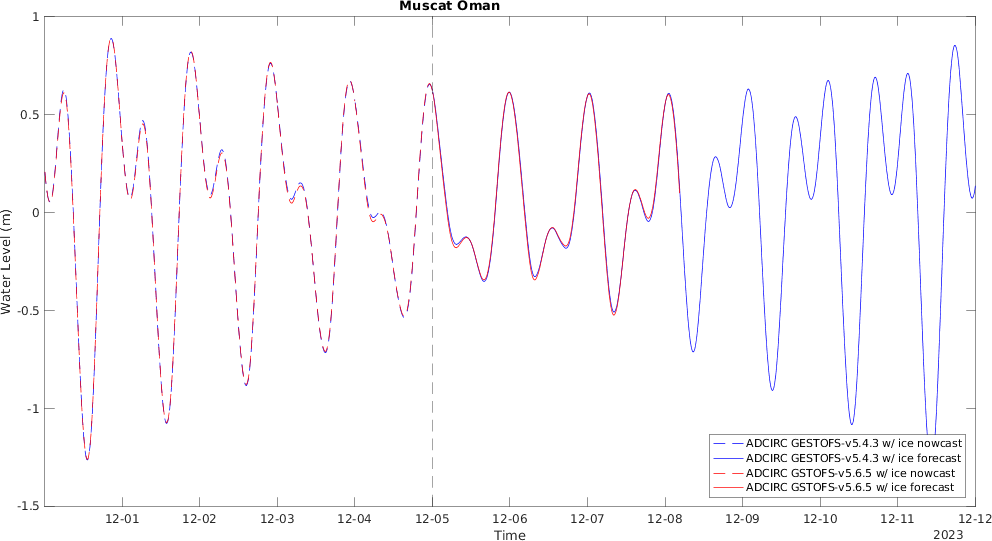 Muscat Oman
1
0.5
0
-0.5
-1
-1.5
Water Level (m)
12-01 12-02 12-03 12-04 12-05 12-06 12-07 12-08 12-09 12-10 12-11 12-12
Time
2023
ADCIRC GESTOFS-v5.4.3 w/ ice nowcast
ADCIRC GESTOFS-v5.4.3 w/ ice forecast
ADCIRC GSTOFS-v5.6.5 w/ ice nowcast
ADCIRC GSTOFS-v5.6.5 w/ ice forecast